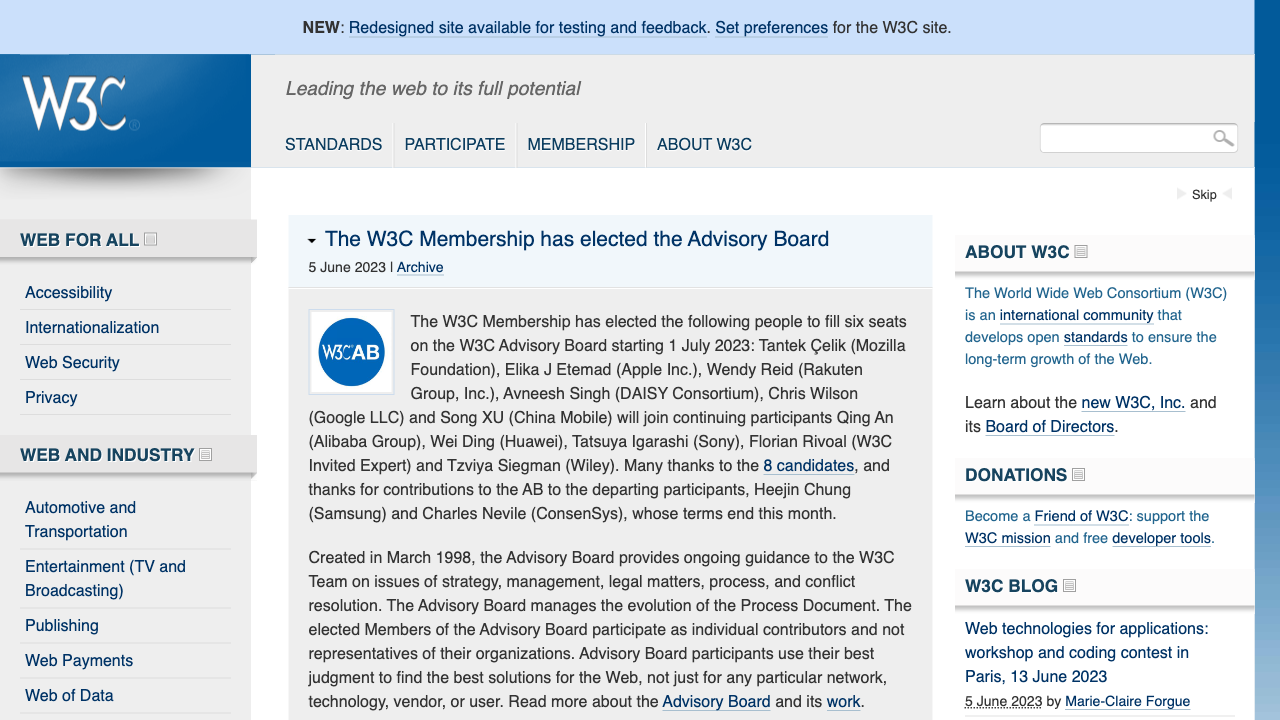 NEW: Redesigned site available for testing and feedback. Set preferences for the W3C site.
W3C®
Leading the web to its full potential
STANDARDS PARTICIPATE MEMBERSHIP ABOUT W3C
Skip
WEB FOR ALL
Accessibility
Internationalization
Web Security
Privacy
WEB AND INDUSTRY
Automotive and
Transportation
Entertainment (TV and
Broadcasting)
Publishing
Web Payments
Web of Data
The W3C Membership has elected the Advisory Board
5 June 2023 | Archive
W3C® AB
The W3C Membership has elected the following people to fill six seats
on the W3C Advisory Board starting 1 July 2023: Tantek Çelik (Mozilla
Foundation), Elika J Etemad (Apple Inc.), Wendy Reid (Rakuten
Group, Inc.), Avneesh Singh (DAISY Consortium), Chris Wilson
(Google LLC) and Song XU (China Mobile) will join continuing participants Qing An
(Alibaba Group), Wei Ding (Huawei), Tatsuya Igarashi (Sony), Florian Rivoal (W3C
Invited Expert) and Tzviya Siegman (Wiley). Many thanks to the 8 candidates, and
thanks for contributions to the AB to the departing participants, Heejin Chung
(Samsung) and Charles Nevile (ConsenSys), whose terms end this month.
Created in March 1998, the Advisory Board provides ongoing guidance to the W3C
Team on issues of strategy, management, legal matters, process, and conflict
resolution. The Advisory Board manages the evolution of the Process Document. The
elected Members of the Advisory Board participate as individual contributors and not
representatives of their organizations. Advisory Board participants use their best
judgment to find the best solutions for the Web, not just for any particular network,
technology, vendor, or user. Read more about the Advisory Board and its work.
ABOUT W3C
The World Wide Web Consortium (W3C)
is an international community that
develops open standards to ensure the
long-term growth of the Web.
Learn about the new W3C, Inc. and
its Board of Directors.
DONATIONS
Become a Friend of W3C: support the
W3C mission and free developer tools.
W3C BLOG
Web technologies for applications:
workshop and coding contest in
Paris, 13 June 2023
5 June 2023 by Marie-Claire Forgue